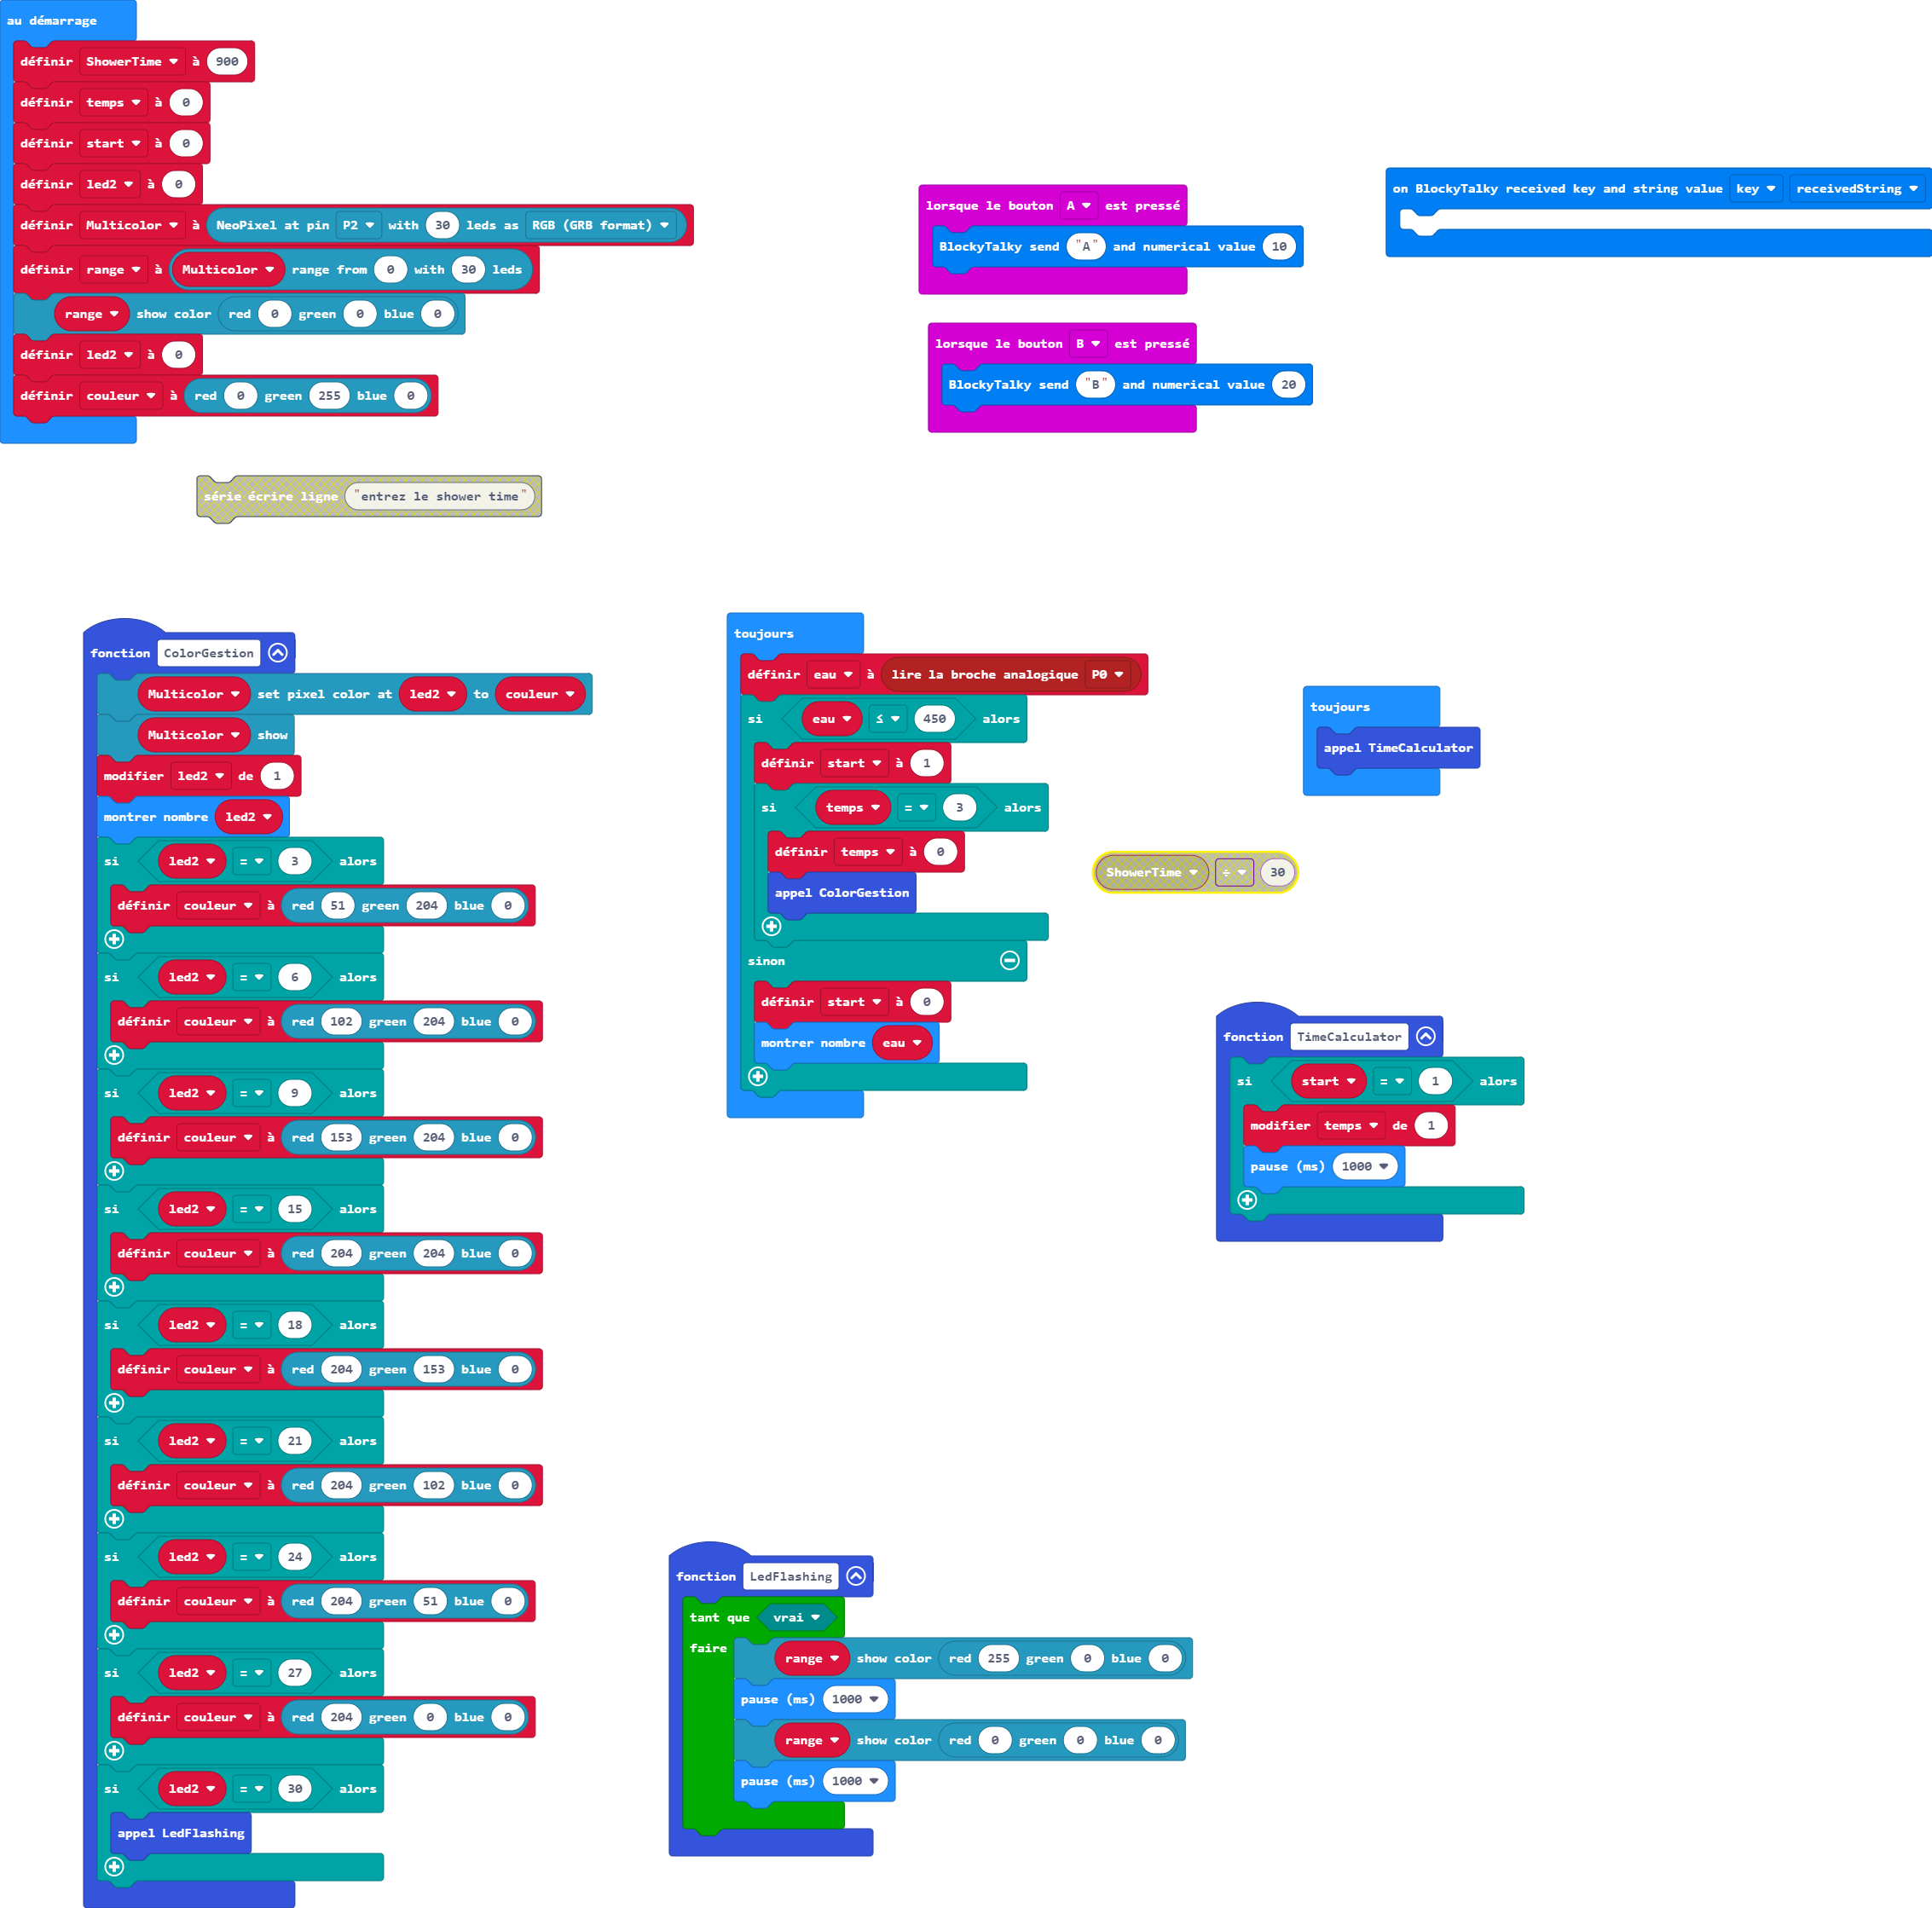 au démarrage
définir ShowerTime à 900
définir temps à 0
définir start à 0
définir led2 à 0
définir Multicolor à NeoPixel at pin P2 with 30 leds as RGB (GRB format)
définir range à Multicolor range from 0 with 30 leds
range show color red 0 green 0 blue 0
définir led2 à 0
définir couleur à red 0 green 255 blue 0
série écrire ligne "entrez le shower time"
lorsque le bouton A est pressé
BlockyTalky send "A" and numerical value 10
lorsque le bouton B est pressé
BlockyTalky send "B" and numerical value 20
on BlockyTalky received key and string value key receivedString
fonction ColorGestion
Multicolor set pixel color at led2 to couleur
Multicolor show
modifier led2 de 1
montrer nombre led2
si led2 = 3 alors
définir couleur à red 51 green 204 blue 0
si led2 = 6 alors
définir couleur à red 102 green 204 blue 0
si led2 = 9 alors
définir couleur à red 153 green 204 blue 0
si led2 = 15 alors
définir couleur à red 204 green 204 blue 0
si led2 = 18 alors
définir couleur à red 204 green 153 blue 0
si led2 = 21 alors
définir couleur à red 204 green 102 blue 0
si led2 = 24 alors
définir couleur à red 204 green 51 blue 0
si led2 = 27 alors
définir couleur à red 204 green 0 blue 0
si led2 = 30 alors
appel LedFlashing
toujours
définir eau à lire la broche analogique P0
si eau ≤ 450 alors
définir start à 1
si temps = 3 alors
définir temps à 0
appel ColorGestion
sinon
définir start à 0
montrer nombre eau
toujours
appel TimeCalculator
ShowerTime ÷ 30
fonction TimeCalculator
si start = 1 alors
modifier temps de 1
pause (ms) 1000
fonction LedFlashing
tant que vrai
faire range show color red 255 green 0 blue 0
pause (ms) 1000
range show color red 0 green 0 blue 0
pause (ms) 1000